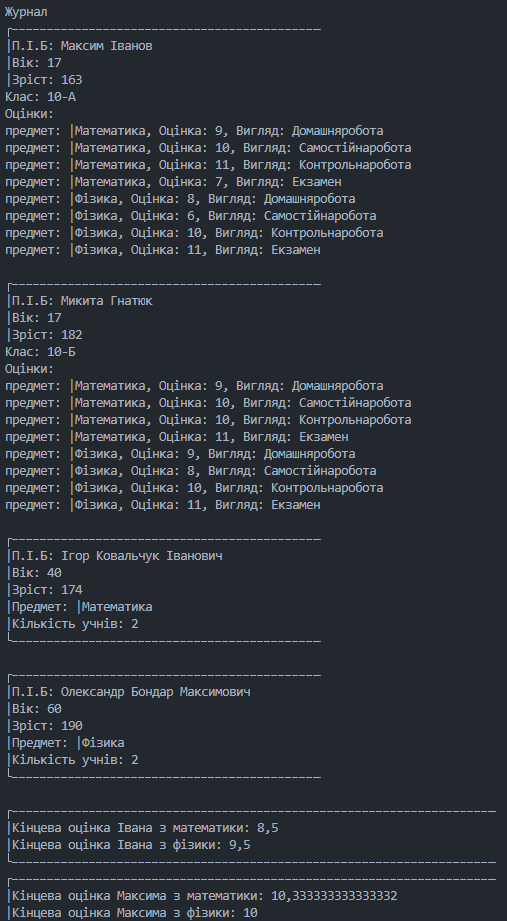 Журнал
┌────────────────────────────────────────────
│П.І.Б: Максим Іванов
│Вік: 17
│Зріст: 163
Клас: 10-А
Оцінки:
предмет: │Математика, Оцінка: 9, Вигляд: Домашняробота
предмет: │Математика, Оцінка: 10, Вигляд: Самостійнаробота
предмет: │Математика, Оцінка: 11, Вигляд: Контрольнаробота
предмет: │Математика, Оцінка: 7, Вигляд: Екзамен
предмет: │Фізика, Оцінка: 8, Вигляд: Домашняробота
предмет: │Фізика, Оцінка: 6, Вигляд: Самостійнаробота
предмет: │Фізика, Оцінка: 10, Вигляд: Контрольнаробота
предмет: │Фізика, Оцінка: 11, Вигляд: Екзамен
┌────────────────────────────────────────────
│П.І.Б: Микита Гнатюк
│Вік: 17
│Зріст: 182
Клас: 10-Б
Оцінки:
предмет: │Математика, Оцінка: 9, Вигляд: Домашняробота
предмет: │Математика, Оцінка: 10, Вигляд: Самостійнаробота
предмет: │Математика, Оцінка: 10, Вигляд: Контрольнаробота
предмет: │Математика, Оцінка: 11, Вигляд: Екзамен
предмет: │Фізика, Оцінка: 9, Вигляд: Домашняробота
предмет: │Фізика, Оцінка: 8, Вигляд: Самостійнаробота
предмет: │Фізика, Оцінка: 10, Вигляд: Контрольнаробота
предмет: │Фізика, Оцінка: 11, Вигляд: Екзамен
┌────────────────────────────────────────────
│П.І.Б: Ігор Ковальчук Іванович
│Вік: 40
│Зріст: 174
│Предмет: │Математика
│Кількість учнів: 2
└────────────────────────────────────────────
┌────────────────────────────────────────────
│П.І.Б: Олександр Бондар Максимович
│Вік: 60
│Зріст: 190
│Предмет: │Фізика
│Кількість учнів: 2
└────────────────────────────────────────────
┌─────────────────────────────────────────────────────────────────────
│Кінцева оцінка Івана з математики: 8,5
│Кінцева оцінка Івана з фізики: 9,5
└─────────────────────────────────────────────────────────────────────
┌─────────────────────────────────────────────────────────────────────
│Кінцева оцінка Максима з математики: 10,333333333333332
│Кінцева оцінка Максима з фізики: 10